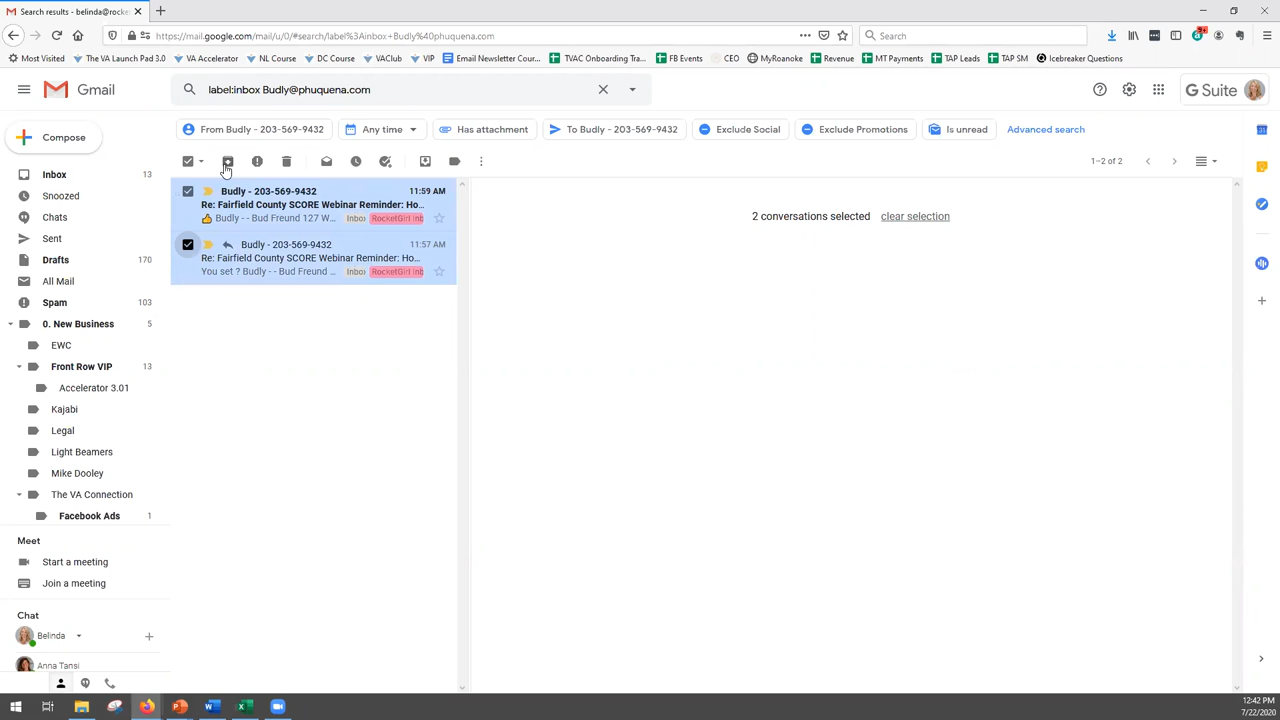 Search results - belinda@rocke
https://mail.google.com/mail/u/0/#search/label%3Ainbox+Budly%40phuquena.com
Search
9+
Most Visited
The VA Launch Pad 3.0
VA Accelerator
NL Course
DC Course
VAClub
VIP
Email Newsletter Cour...
TVAC Onboarding Tra...
FB Events
CEO
MyRoanoke
Revenue
MT Payments
TAP Leads
TAP SM
Icebreaker Questions
Gmail
label:inbox Budly@phuquena.com
G Suite
Compose
From Budly - 203-569-9432
Any time
Has attachment
To Budly - 203-569-9432
Exclude Social
Exclude Promotions
Is unread
Advanced search
1–2 of 2
Inbox 13
Snoozed
Chats
Sent
Drafts 170
All Mail
Spam 103
0. New Business 5
EWC
Front Row VIP 13
Accelerator 3.01
Kajabi
Legal
Light Beamers
Mike Dooley
The VA Connection
Facebook Ads 1
Meet
Start a meeting
Join a meeting
Chat
Belinda
Anna Tansi
Budly - 203-569-9432 11:59 AM
Re: Fairfield County SCORE Webinar Reminder: Ho...
Budly - - Bud Freund 127 W... Inbo RocketGirl Inb
Budly - 203-569-9432 11:57 AM
Re: Fairfield County SCORE Webinar Reminder: Ho...
You set ? Budly - - Bud Freund ... Inbo RocketGirl Inb
2 conversations selected clear selection
12:42 PM
7/22/2020